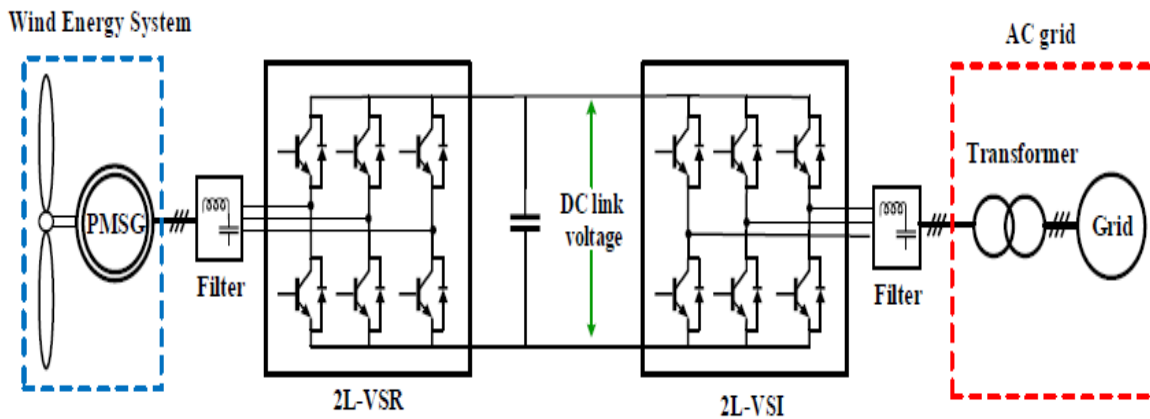 Wind Energy System
AC grid
Transformer
PMSG
DC link
voltage
Grid
Filter
Filter
2L-VSR
2L-VSI